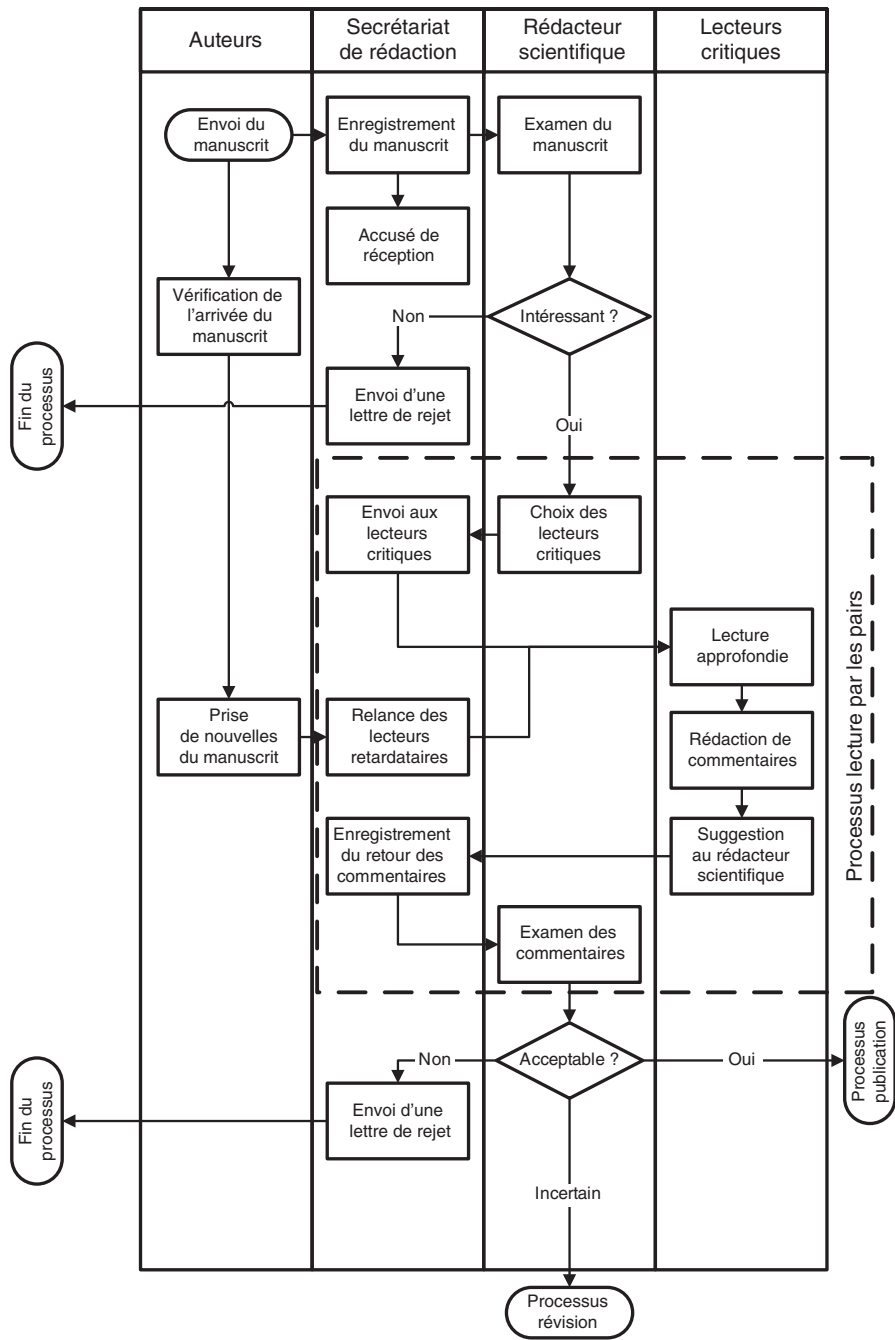 Auteurs
Secrétariat
de rédaction
Rédacteur
scientifique
Lecteurs
critiques
Envoi du
manuscrit
Enregistrement
du manuscrit
Examen du
manuscrit
Accusé de
réception
Vérification de
l'arrivée du
manuscrit
Non
Intéressant ?
Fin du
processus
Envoi d'une
lettre de rejet
Oui
Envoi aux
lecteurs
critiques
Choix des
lecteurs
critiques
Lecture
approfondie
Processus lecture par les pairs
Prise
de nouvelles
du manuscrit
Relance des
lecteurs
retardataires
Rédaction de
commentaires
Enregistrement
du retour des
commentaires
Suggestion
au rédacteur
scientifique
Examen des
commentaires
Non
Acceptable ?
Oui
Processus
publication
Fin du
processus
Envoi d'une
lettre de rejet
Incertain
Processus
révision